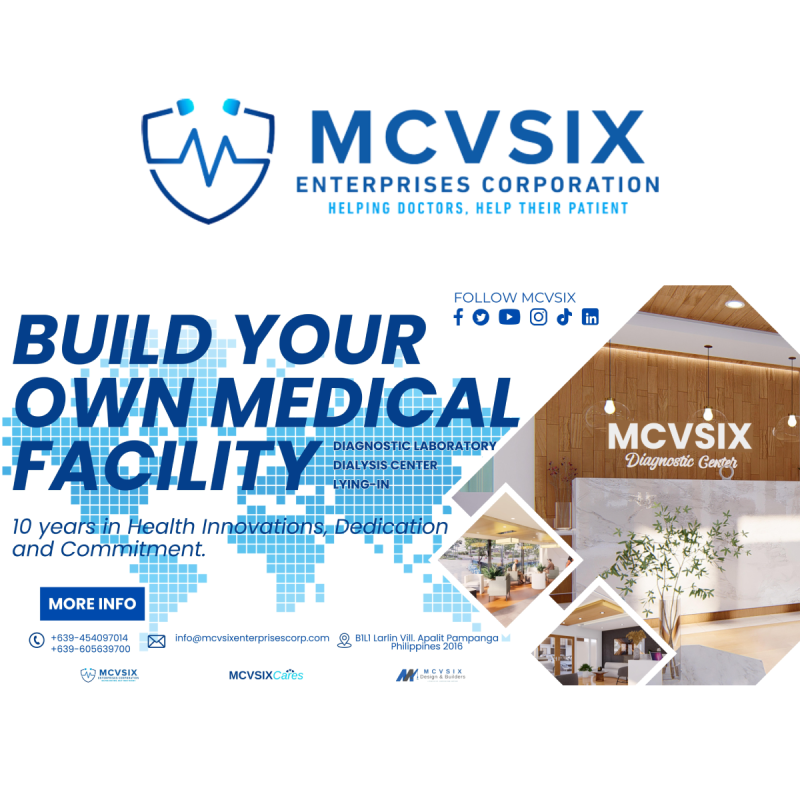 MCVSIX
ENTERPRISES CORPORATION
HELPING DOCTORS, HELP THEIR PATIENT
FOLLOW MCVSIX
BUILD YOUR
OWN MEDICAL
FACILITY
DIAGNOSTIC LABORATORY
DIALYSIS CENTER
LYING-IN
MCVSIX
Diagnostic Center
10 years in Health Innovations, Dedication
and Commitment.
MORE INFO
+639-454097014
+639-605639700
info@mcvsixenterprisescorp.com
B1L1 Larlin Vill. Apalit Pampanga
Philippines 2016
MCVSIX
ENTERPRISES CORPORATION
MCVSIXCares
MCVSIX
Design & Builders